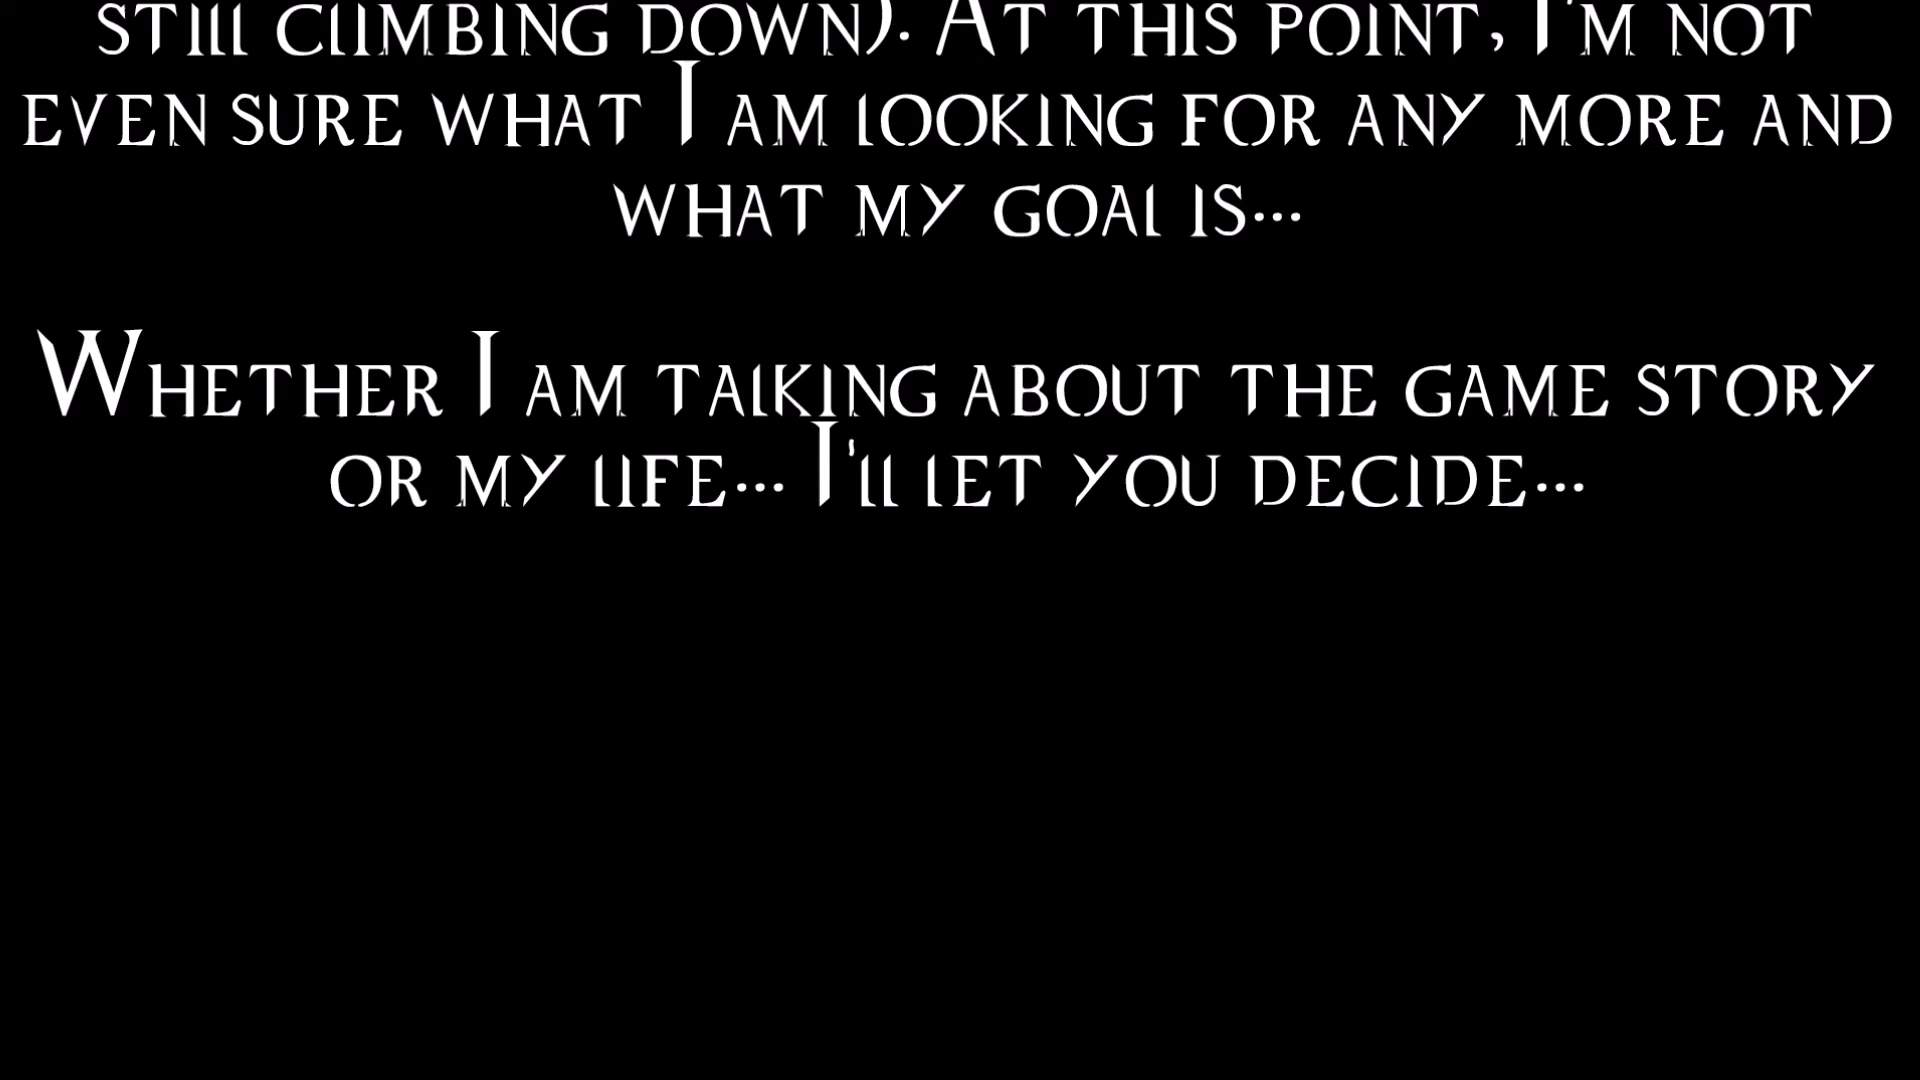 still climbing down). At this point, I'm not
even sure what I am looking for any more and
what my goal is...
Whether I am talking about the game story
or my life... I'll let you decide...